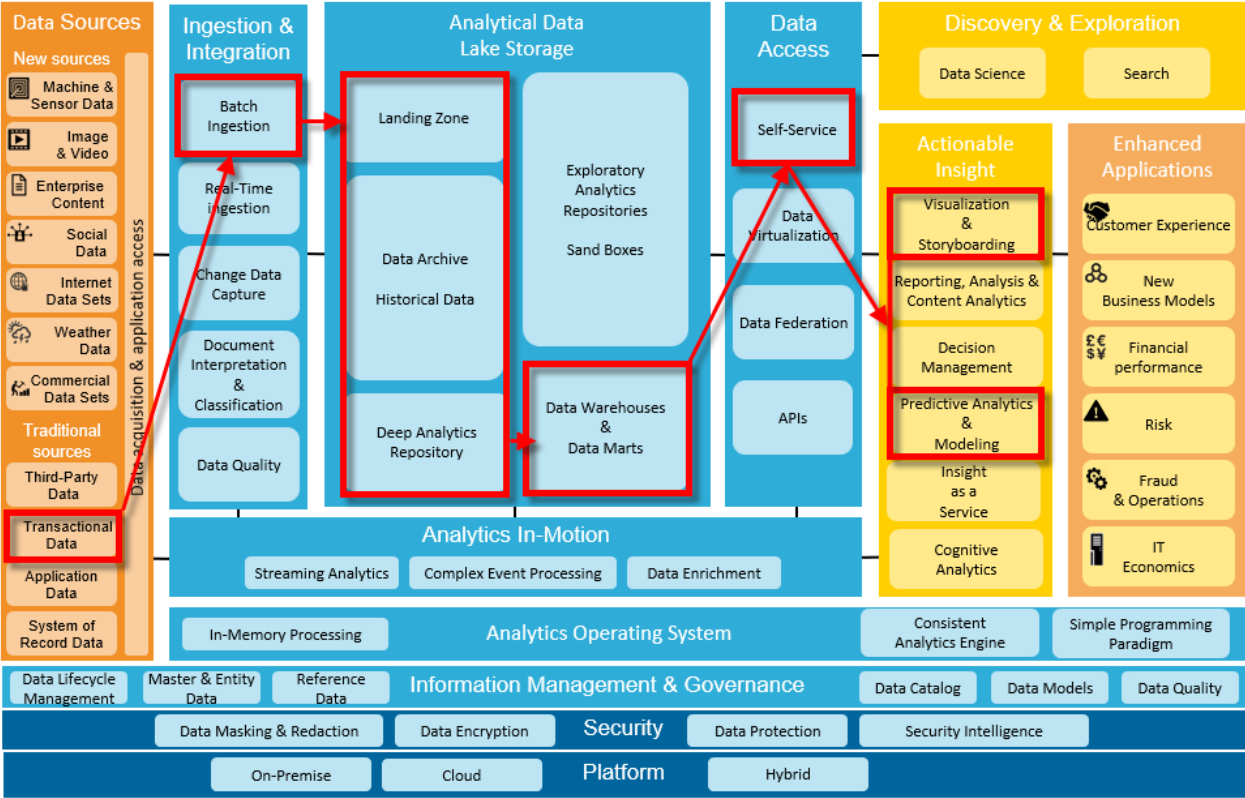 Data Sources
New sources
Machine &
Sensor Data
Image
& Video
Enterprise
Content
Social
Data
Internet
Data Sets
Weather
Data
Commercial
Data Sets
Traditional
sources
Third-Party
Data
Transactional
Data
Application
Data
System of
Record Data
Data acquisition & application access
Ingestion &
Integration
Batch
Ingestion
Real-Time
ingestion
Change Data
Capture
Document
Interpretation
&
Classification
Data Quality
Analytical Data
Lake Storage
Landing Zone
Data Archive
Historical Data
Deep Analytics
Repository
Exploratory
Analytics
Repositories
Sand Boxes
Data Warehouses
&
Data Marts
Data
Access
Self-Service
Data
Virtualization
Data Federation
APIs
Discovery & Exploration
Data Science
Search
Actionable
Insight
Visualization
&
Storyboarding
Reporting, Analysis &
Content Analytics
Decision
Management
Predictive Analytics
&
Modeling
Insight
as a
Service
Cognitive
Analytics
Enhanced
Applications
Customer Experience
New
Business Models
£ €
$ ¥
Financial
performance
Risk
Fraud
& Operations
IT
Economics
Analytics In-Motion
Streaming Analytics
Complex Event Processing
Data Enrichment
In-Memory Processing
Analytics Operating System
Consistent
Analytics Engine
Simple Programming
Paradigm
Data Lifecycle
Management
Master & Entity
Data
Reference
Data
Information Management & Governance
Data Catalog
Data Models
Data Quality
Data Masking & Redaction
Data Encryption
Security
Data Protection
Security Intelligence
On-Premise
Cloud
Platform
Hybrid